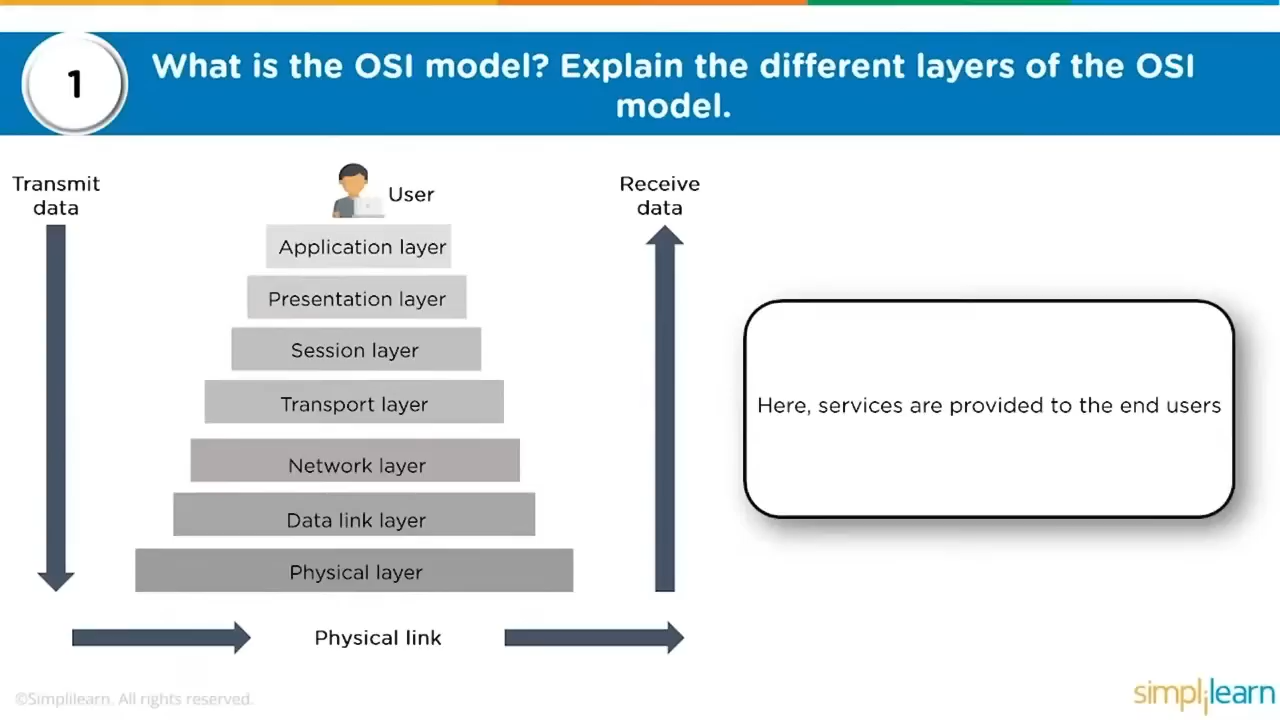 1
What is the OSI model? Explain the different layers of the OSI
model.
Transmit
data
User
Receive
data
Application layer
Presentation layer
Session layer
Transport layer
Network layer
Data link layer
Physical layer
Physical link
Here, services are provided to the end users
©Simplilearn. All rights reserved.
simplilearn